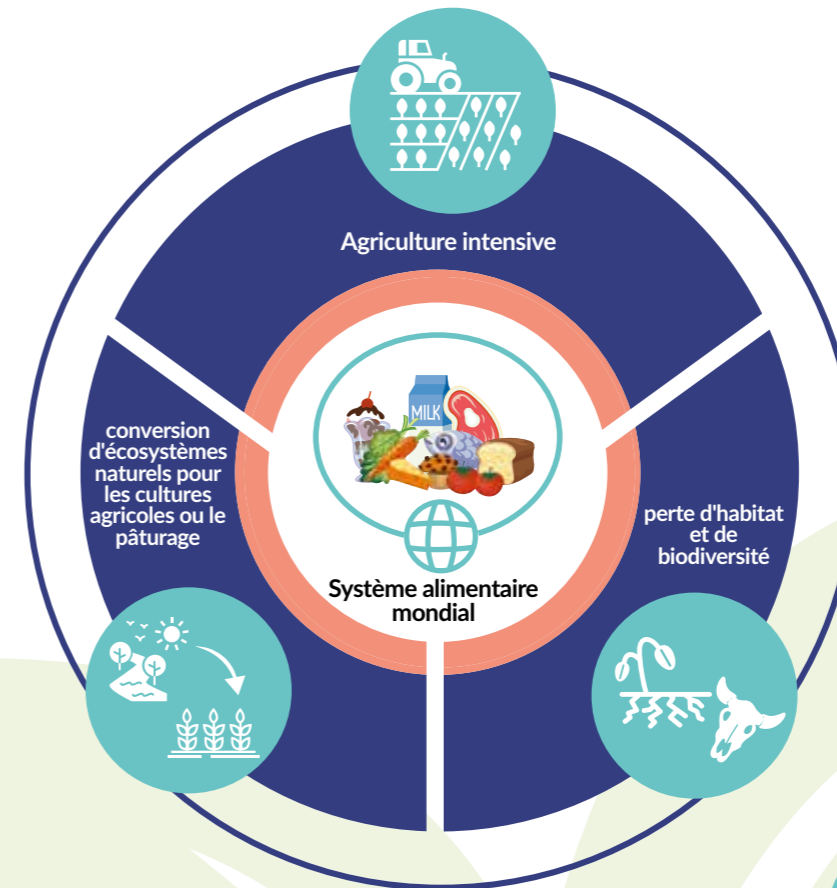 Agriculture intensive
conversion
d'écosystèmes
naturels pour
les cultures
agricoles ou le
pâturage
MILK
perte d'habitat
et de
biodiversité
Système alimentaire
mondial